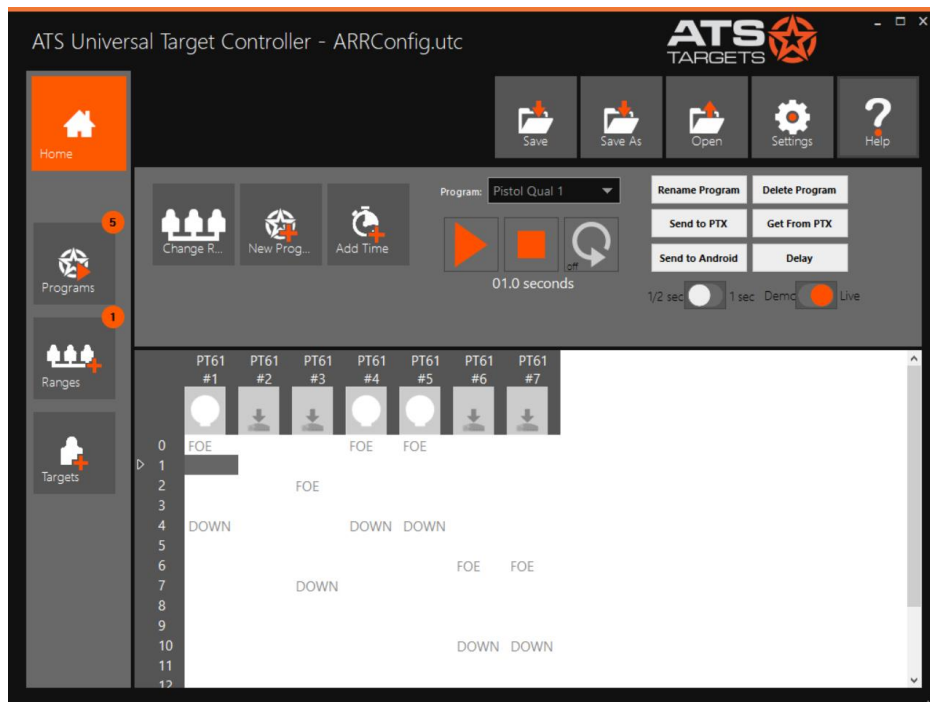 ATS Universal Target Controller - ARRConfig.utc
ATS
TARGETS
Home
Save
Save As
Open
Settings
Help
5
Programs
1
Ranges
Targets
Change R...
New Prog...
Add Time
Program: Pistol Qual 1
off
01.0 seconds
Rename Program Delete Program
Send to PTX Get From PTX
Send to Android Delay
1/2 sec 1 sec Demo Live
PT61 PT61 PT61 PT61 PT61 PT61 PT61
#1 #2 #3 #4 #5 #6 #7
0 FOE FOE FOE
1
2 FOE
3
4 DOWN DOWN DOWN
5
6 FOE FOE
7 DOWN
8
9
10 DOWN DOWN
11
12